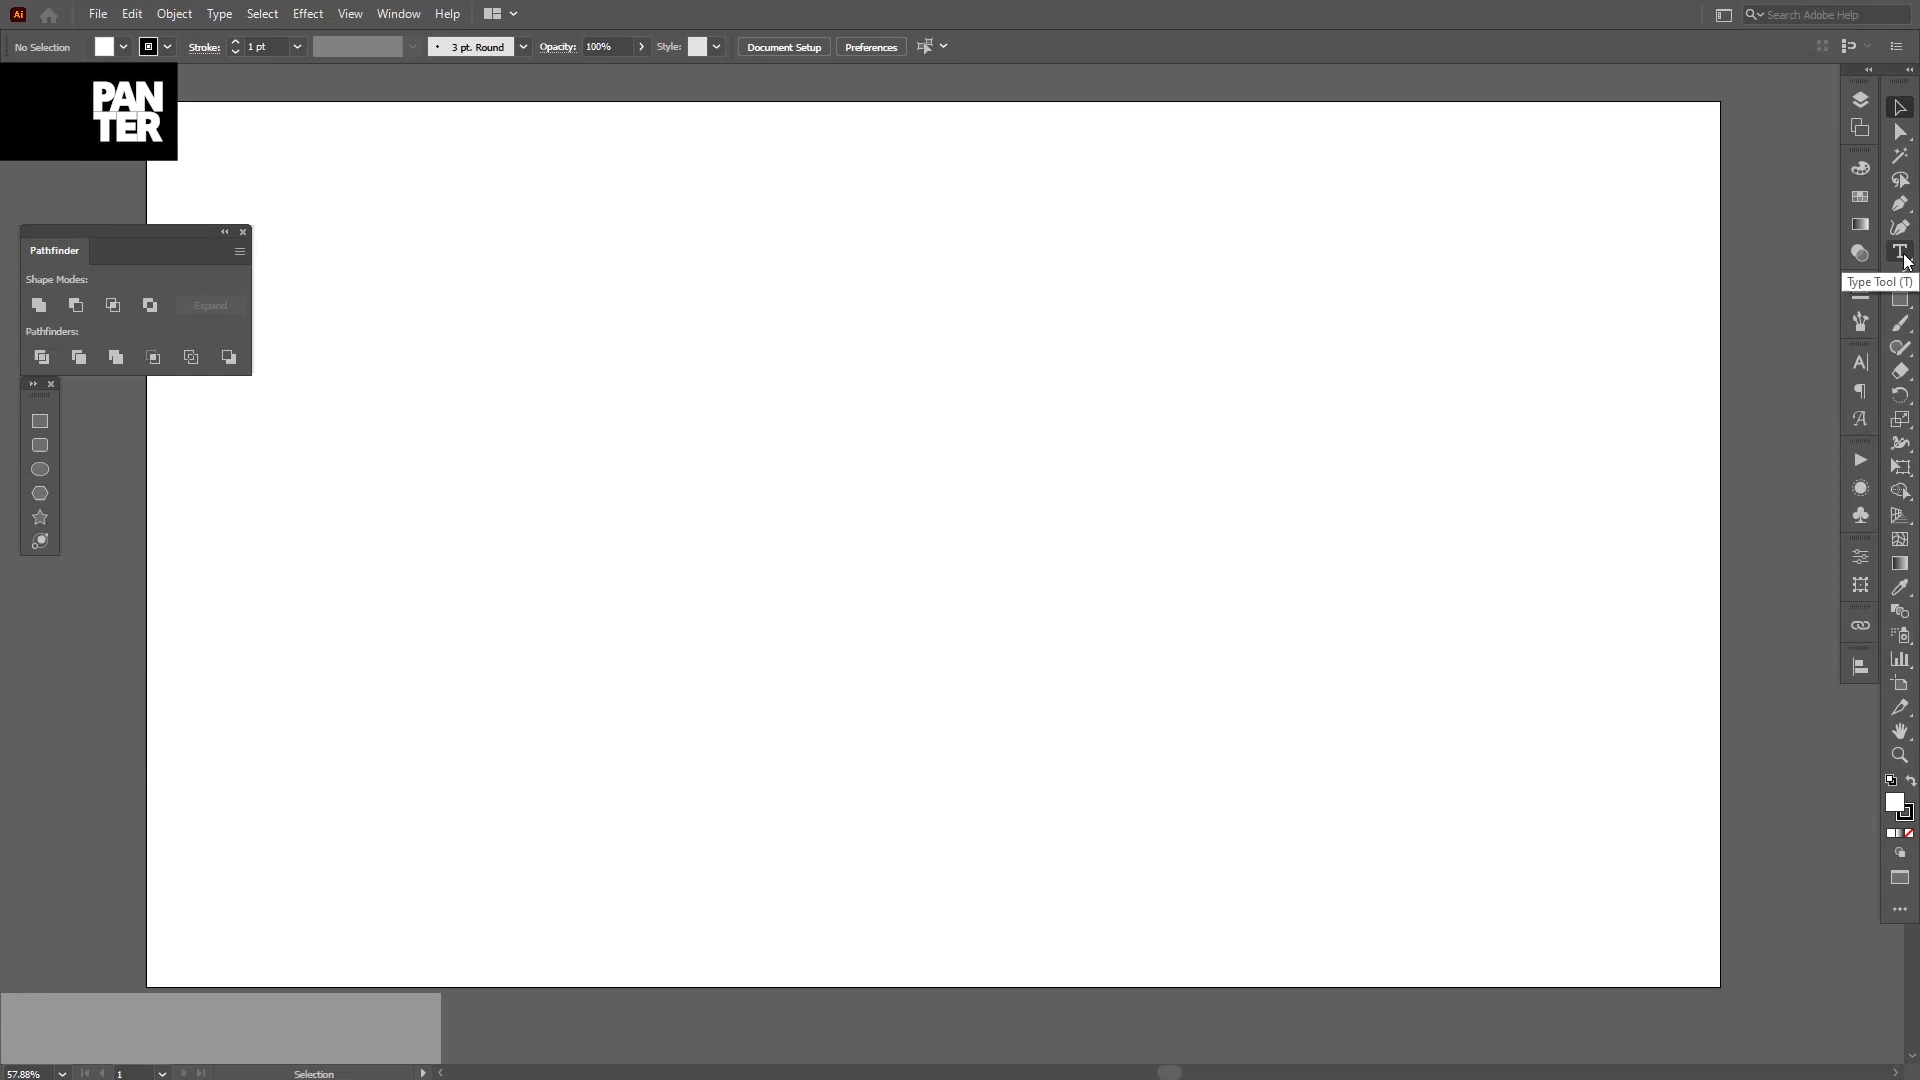 Ai
File Edit Object Type Select Effect View Window Help
Search Adobe Help
No Selection
Stroke: 1 pt
3 pt. Round
Opacity: 100%
Style:
Document Setup
Preferences
PAN
TER
Pathfinder
Shape Modes:
Expand
Pathfinders:
Type Tool (T)
57.88%
1
Selection